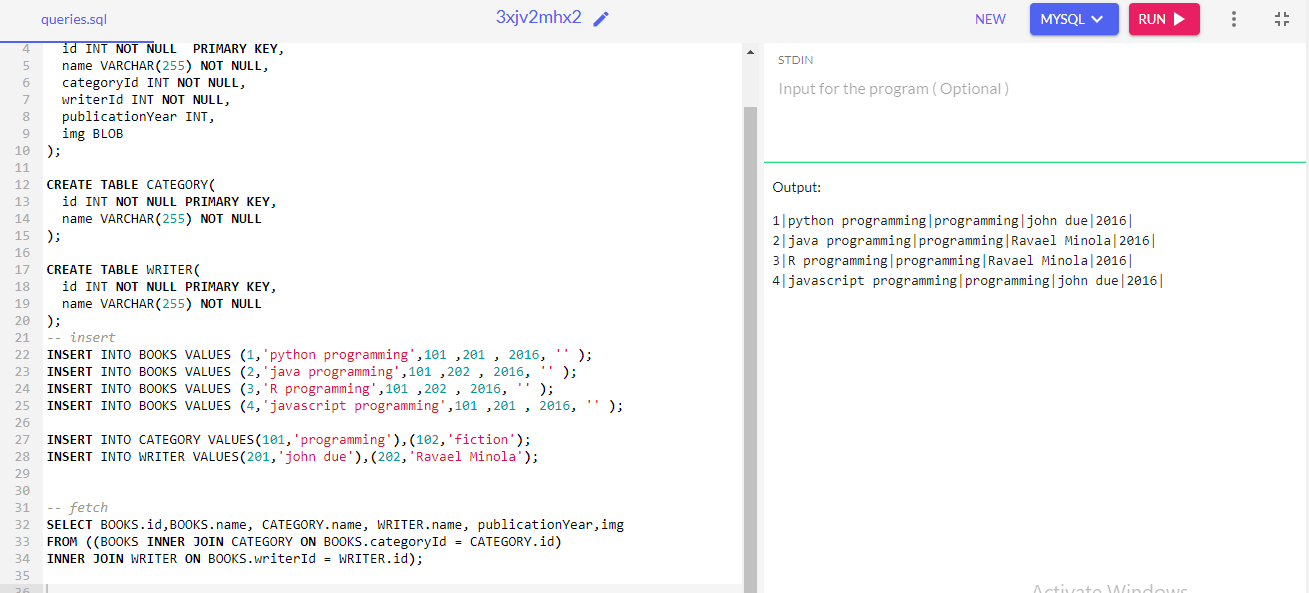 queries.sql
3xjv2mhx2
NEW
MYSQL
RUN
4 id INT NOT NULL  PRIMARY KEY,
5 name VARCHAR(255) NOT NULL,
6 categoryId INT NOT NULL,
7 writerId INT NOT NULL,
8 publicationYear INT,
9 img BLOB
10 );
11
12 CREATE TABLE CATEGORY(
13 id INT NOT NULL PRIMARY KEY,
14 name VARCHAR(255) NOT NULL
15 );
16
17 CREATE TABLE WRITER(
18 id INT NOT NULL PRIMARY KEY,
19 name VARCHAR(255) NOT NULL
20 );
21 -- insert
22 INSERT INTO BOOKS VALUES (1,'python programming',101 ,201 , 2016, '' );
23 INSERT INTO BOOKS VALUES (2,'java programming',101 ,202 , 2016, '' );
24 INSERT INTO BOOKS VALUES (3,'R programming',101 ,202 , 2016, '' );
25 INSERT INTO BOOKS VALUES (4,'javascript programming',101 ,201 , 2016, '' );
26
27 INSERT INTO CATEGORY VALUES(101,'programming'),(102,'fiction');
28 INSERT INTO WRITER VALUES(201,'john due'),(202,'Ravael Minola');
29
30
31 -- fetch
32 SELECT BOOKS.id,BOOKS.name, CATEGORY.name, WRITER.name, publicationYear,img
33 FROM ((BOOKS INNER JOIN CATEGORY ON BOOKS.categoryId = CATEGORY.id)
34 INNER JOIN WRITER ON BOOKS.writerId = WRITER.id);
35
36
STDIN
Input for the program ( Optional )
Output:
1|python programming|programming|john due|2016|
2|java programming|programming|Ravael Minola|2016|
3|R programming|programming|Ravael Minola|2016|
4|javascript programming|programming|john due|2016|
Activate Windows